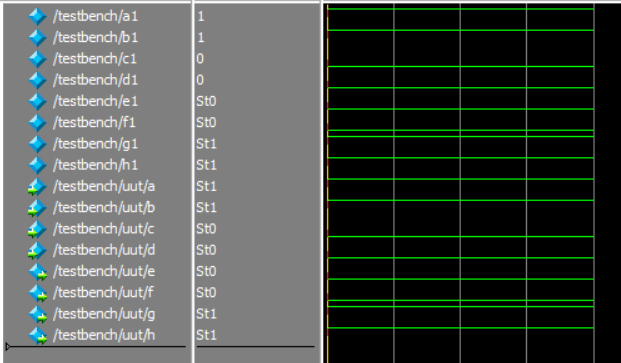 /testbench/a1 1
/testbench/b1 1
/testbench/c1 0
/testbench/d1 0
/testbench/e1 St0
/testbench/f1 St0
/testbench/g1 St1
/testbench/h1 St1
/testbench/uut/a St1
/testbench/uut/b St1
/testbench/uut/c St0
/testbench/uut/d St0
/testbench/uut/e St0
/testbench/uut/f St0
/testbench/uut/g St1
/testbench/uut/h St1